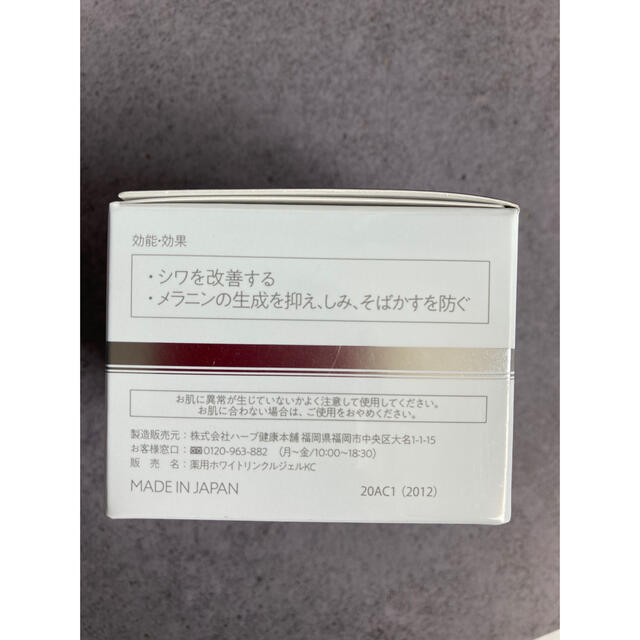 効能・効果
・シワを改善する
・メラニンの生成を抑え、しみ、そばかすを防ぐ
お肌に異常が生じていないかよく注意して使用してください。
お肌に合わない場合は、ご使用をおやめください。
製造販売元：株式会社ハーブ健康本舗 福岡県福岡市中央区大名1-1-15
お客様窓口：0120-963-882 （月～金/10:00～18:30）
販 売 名：薬用ホワイトリンクルジェルKC
MADE IN JAPAN
20AC1（2012）